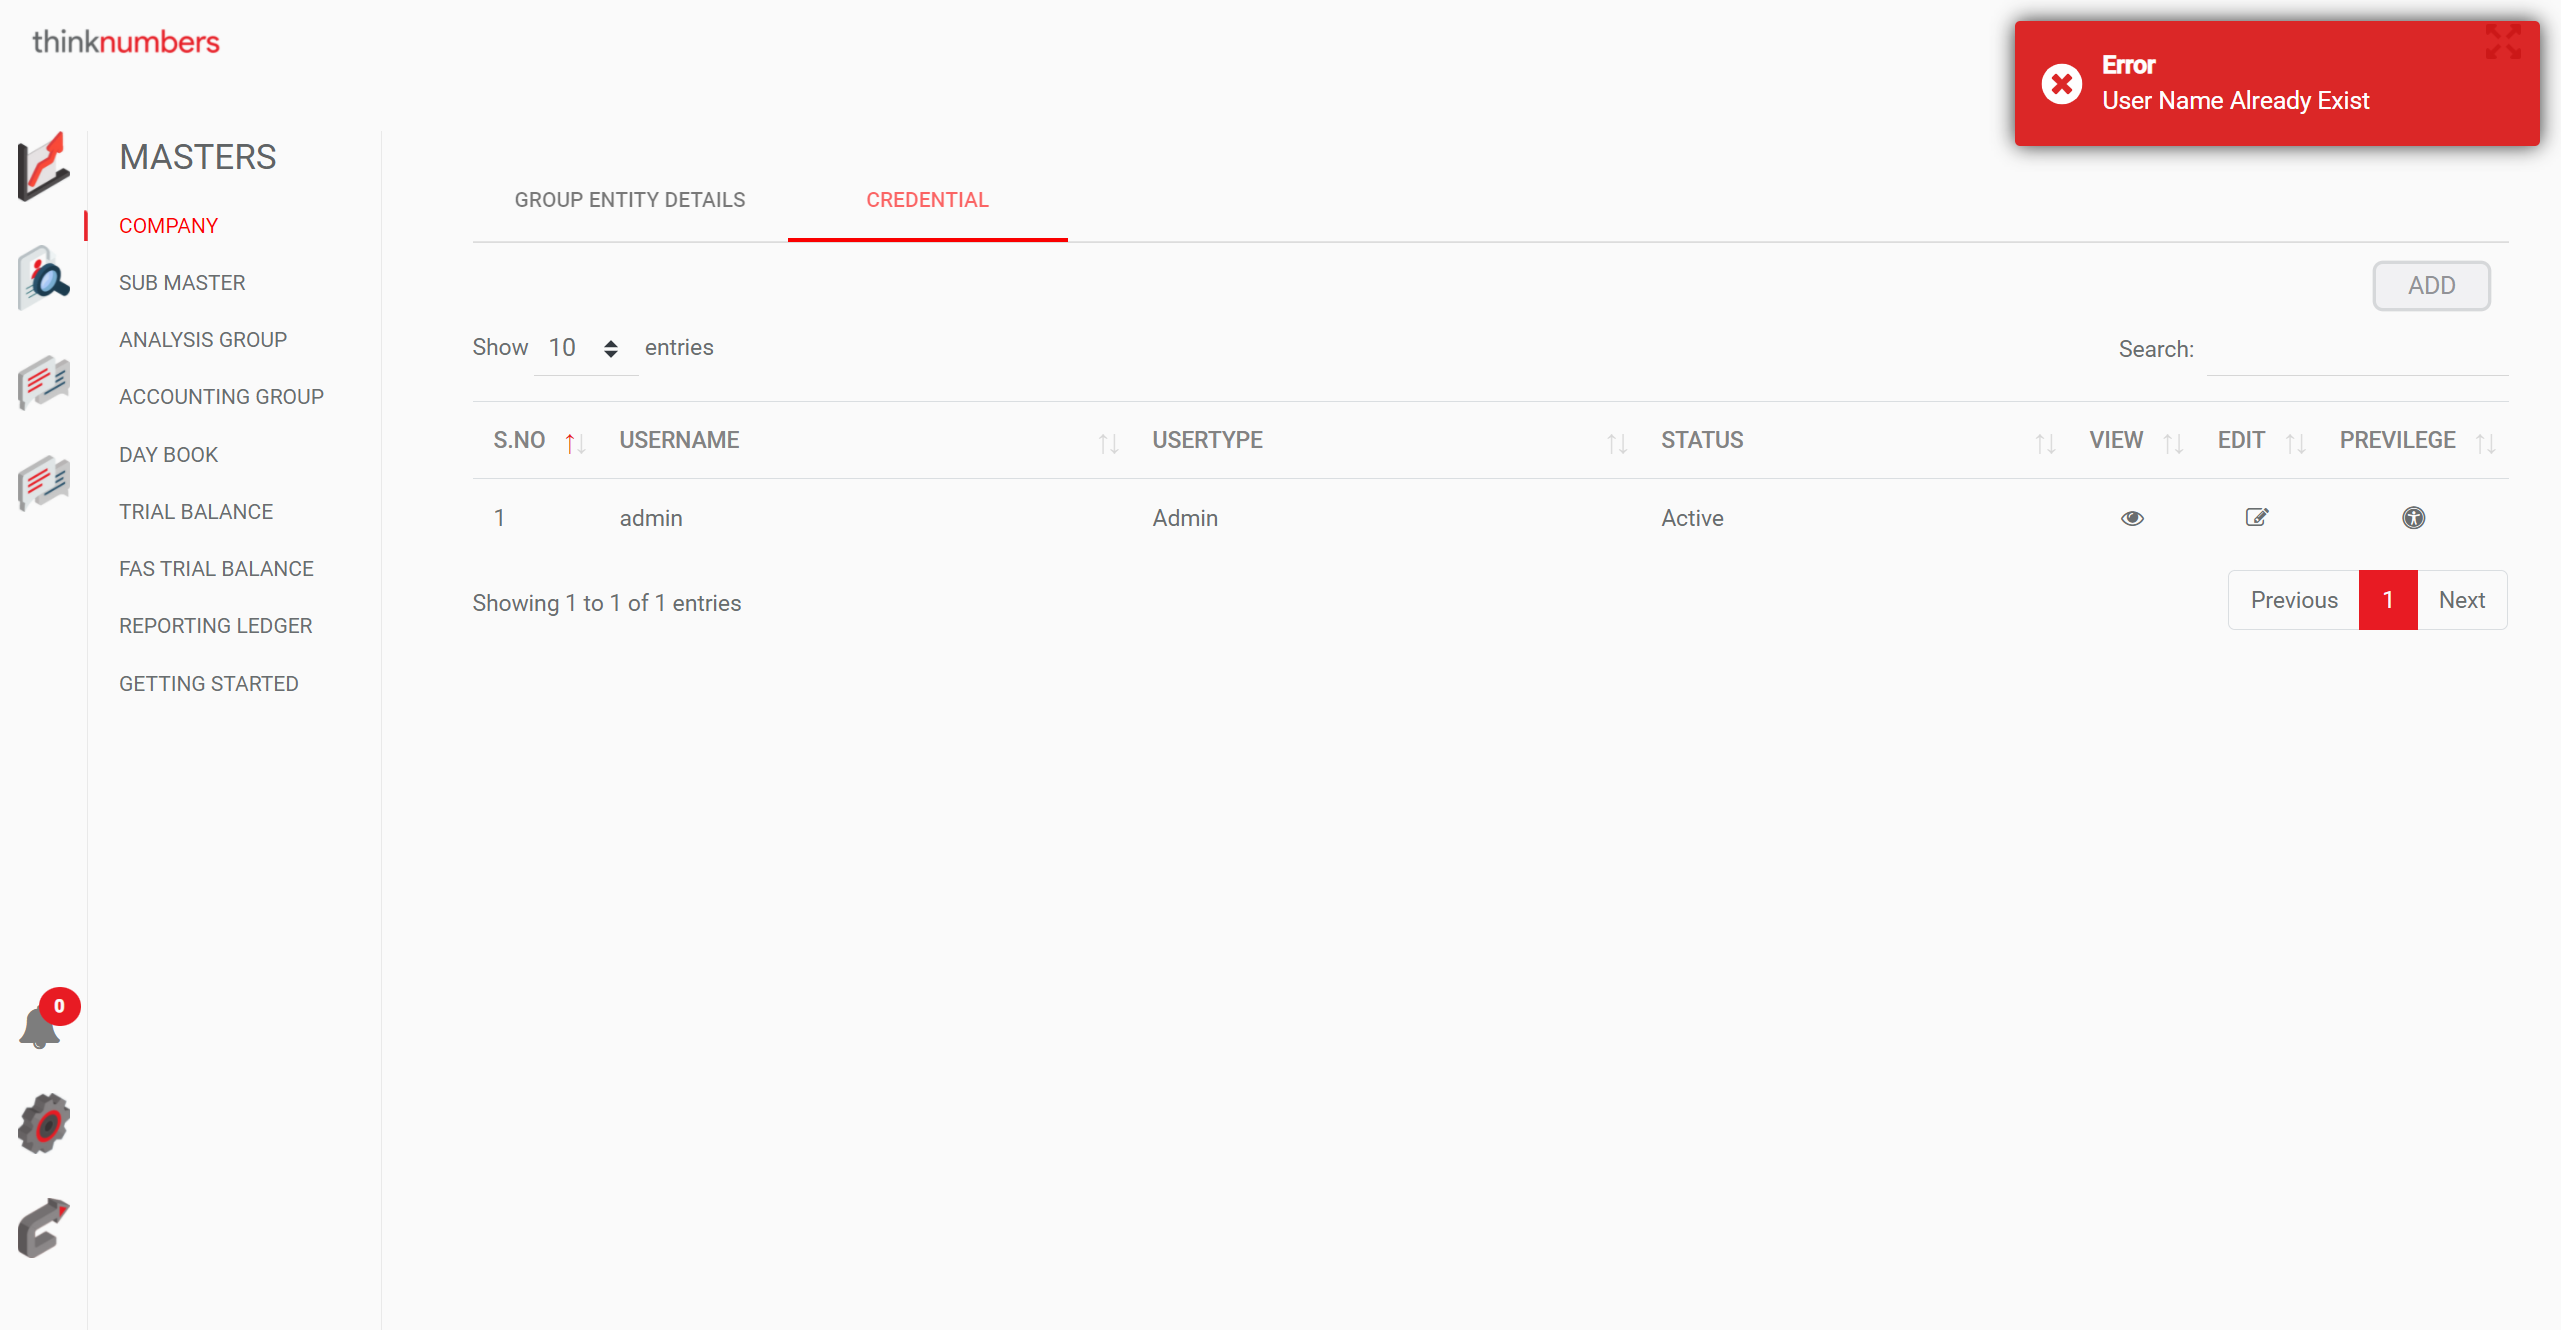 thinknumbers
Error
User Name Already Exist
MASTERS
COMPANY
SUB MASTER
ANALYSIS GROUP
ACCOUNTING GROUP
DAY BOOK
TRIAL BALANCE
FAS TRIAL BALANCE
REPORTING LEDGER
GETTING STARTED
0
GROUP ENTITY DETAILS CREDENTIAL
ADD
Show 10 entries Search:
S.NO USERNAME USERTYPE STATUS VIEW EDIT PREVILEGE
1 admin Admin Active
Showing 1 to 1 of 1 entries Previous 1 Next